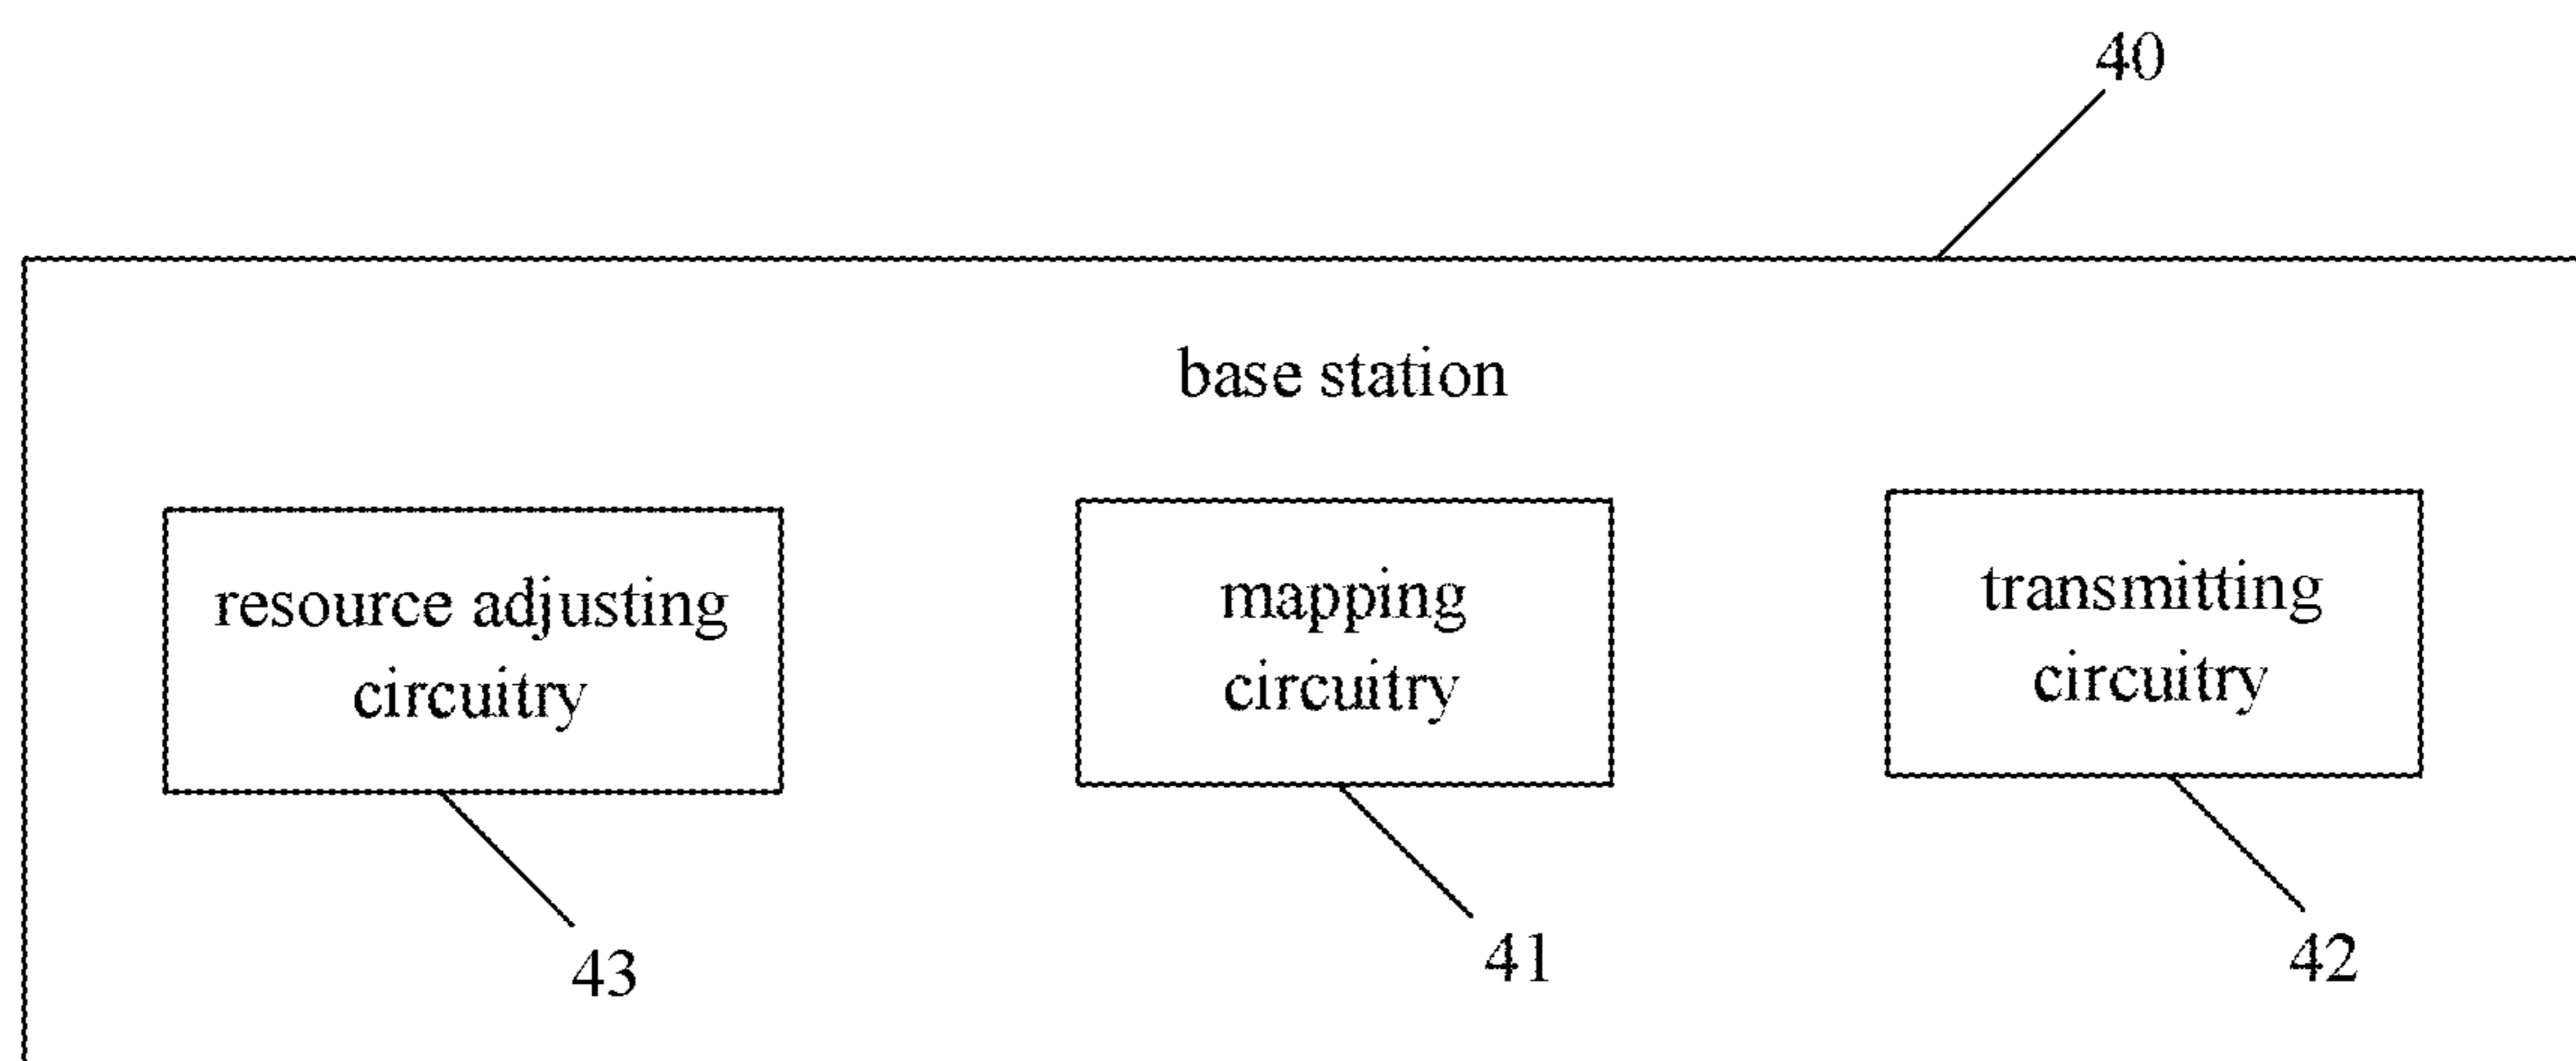 40
base station
resource adjusting
circuitry
mapping
circuitry
transmitting
circuitry
43
41
42